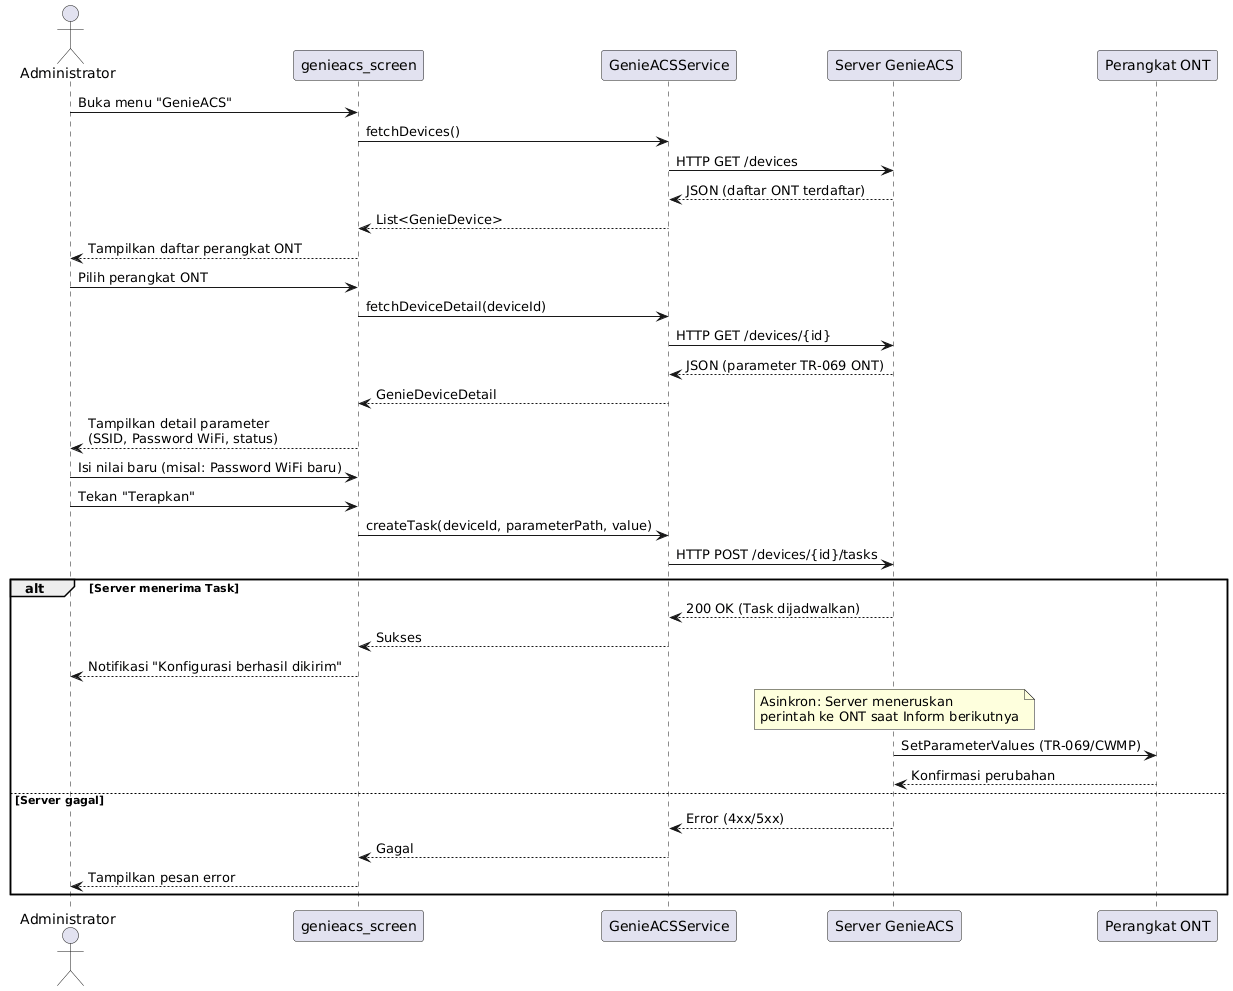 Administrator
genieacs_screen
GenieACSService
Server GenieACS
Perangkat ONT
Buka menu "GenieACS"
fetchDevices()
HTTP GET /devices
JSON (daftar ONT terdaftar)
List<GenieDevice>
Tampilkan daftar perangkat ONT
Pilih perangkat ONT
fetchDeviceDetail(deviceId)
HTTP GET /devices/{id}
JSON (parameter TR-069 ONT)
GenieDeviceDetail
Tampilkan detail parameter
(SSID, Password WiFi, status)
Isi nilai baru (misal: Password WiFi baru)
Tekan "Terapkan"
createTask(deviceId, parameterPath, value)
HTTP POST /devices/{id}/tasks
alt [Server menerima Task]
200 OK (Task dijadwalkan)
Sukses
Notifikasi "Konfigurasi berhasil dikirim"
Asinkron: Server meneruskan
perintah ke ONT saat Inform berikutnya
SetParameterValues (TR-069/CWMP)
Konfirmasi perubahan
[Server gagal]
Error (4xx/5xx)
Gagal
Tampilkan pesan error
Administrator
genieacs_screen
GenieACSService
Server GenieACS
Perangkat ONT